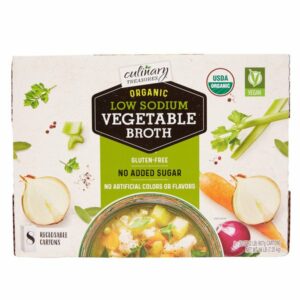 culinary
TREASURES
USDA
ORGANIC
VEGAN
ORGANIC
LOW SODIUM
VEGETABLE
BROTH
GLUTEN-FREE
NO ADDED SUGAR
NO ARTIFICIAL COLORS OR FLAVORS
8 RECLOSABLE
CARTONS